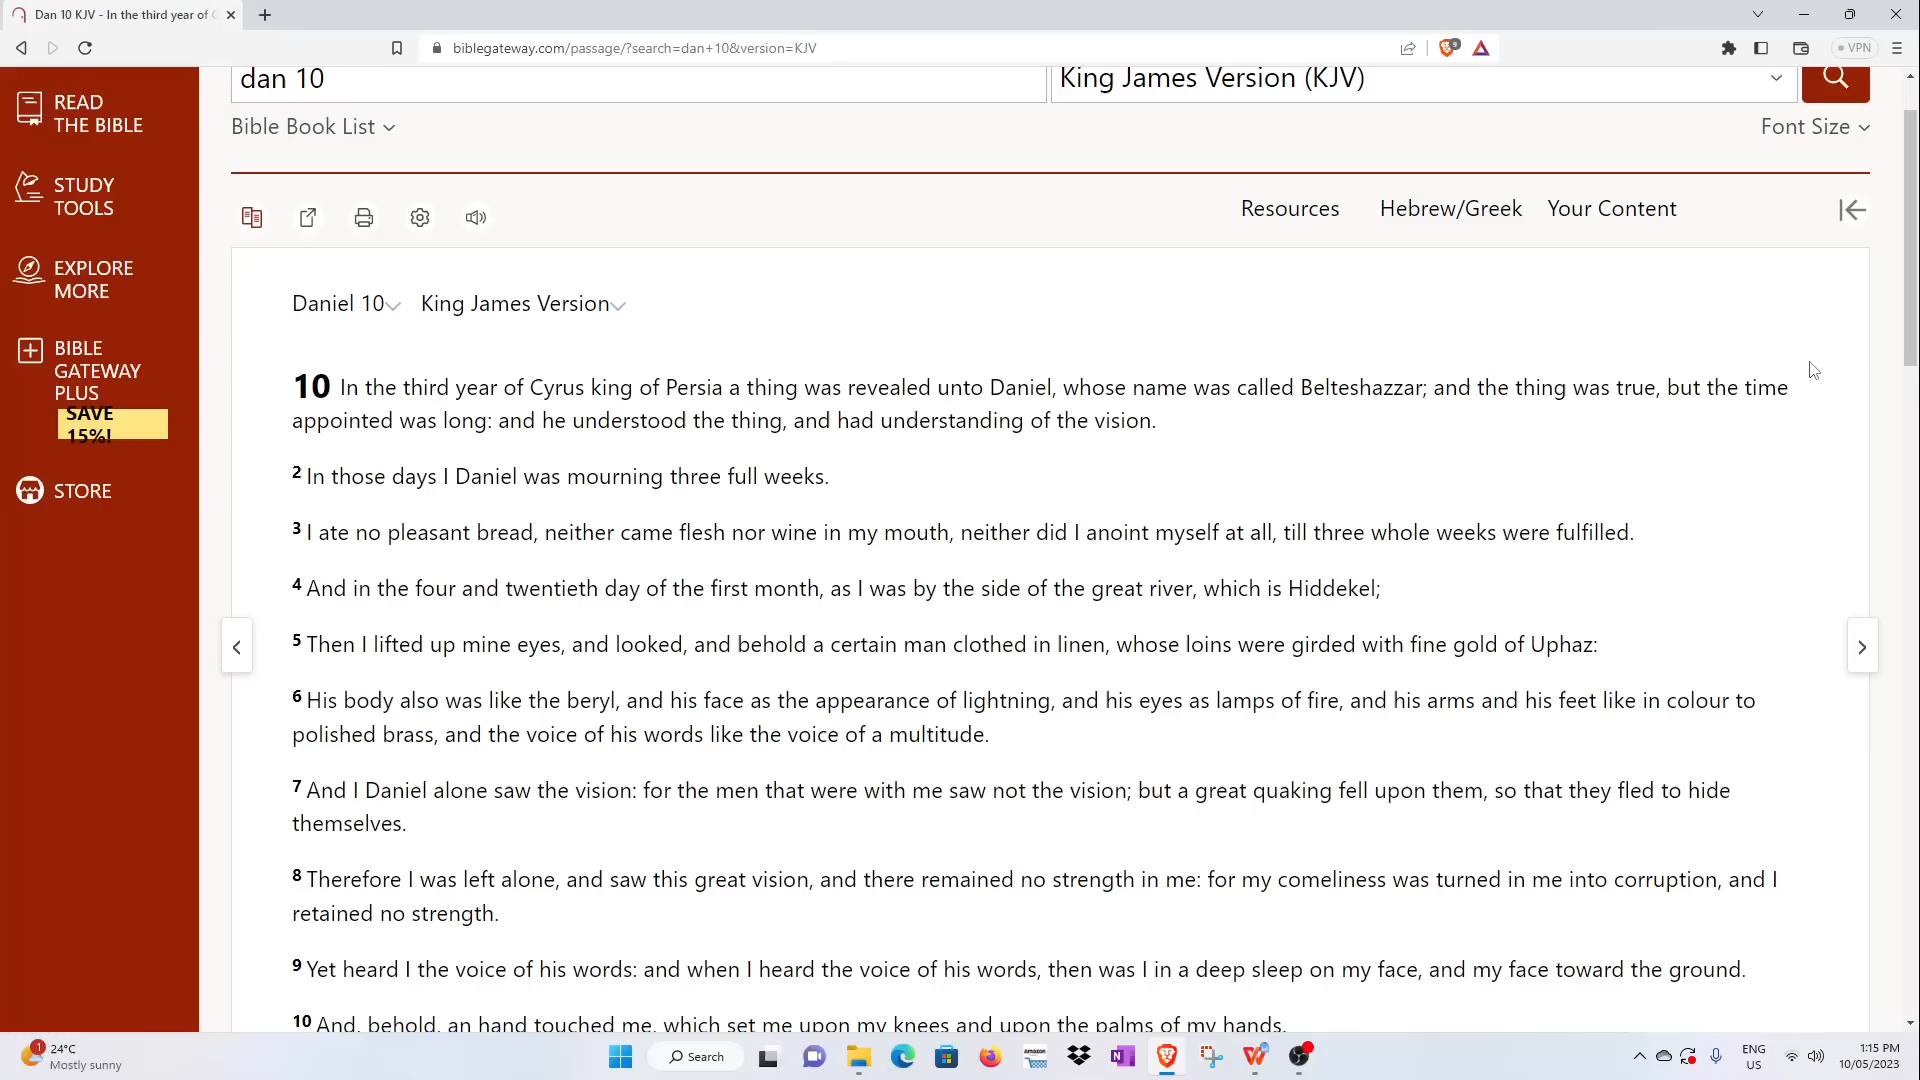 Dan 10 KJV - In the third year of C
biblegateway.com/passage/?search=dan+10&version=KJV
9
VPN
READ
THE BIBLE
STUDY
TOOLS
EXPLORE
MORE
BIBLE
GATEWAY
PLUS
SAVE
15%!
STORE
dan 10
King James Version (KJV)
Bible Book List
Font Size
Resources Hebrew/Greek Your Content
Daniel 10 King James Version
10 In the third year of Cyrus king of Persia a thing was revealed unto Daniel, whose name was called Belteshazzar; and the thing was true, but the time
appointed was long: and he understood the thing, and had understanding of the vision.
2 In those days I Daniel was mourning three full weeks.
3 I ate no pleasant bread, neither came flesh nor wine in my mouth, neither did I anoint myself at all, till three whole weeks were fulfilled.
4 And in the four and twentieth day of the first month, as I was by the side of the great river, which is Hiddekel;
5 Then I lifted up mine eyes, and looked, and behold a certain man clothed in linen, whose loins were girded with fine gold of Uphaz:
6 His body also was like the beryl, and his face as the appearance of lightning, and his eyes as lamps of fire, and his arms and his feet like in colour to
polished brass, and the voice of his words like the voice of a multitude.
7 And I Daniel alone saw the vision: for the men that were with me saw not the vision; but a great quaking fell upon them, so that they fled to hide
themselves.
8 Therefore I was left alone, and saw this great vision, and there remained no strength in me: for my comeliness was turned in me into corruption, and I
retained no strength.
9 Yet heard I the voice of his words: and when I heard the voice of his words, then was I in a deep sleep on my face, and my face toward the ground.
10 And, behold, an hand touched me, which set me upon my knees and upon the palms of my hands.
1
24°C
Mostly sunny
Search
amazon
ENG
US
1:15 PM
10/05/2023